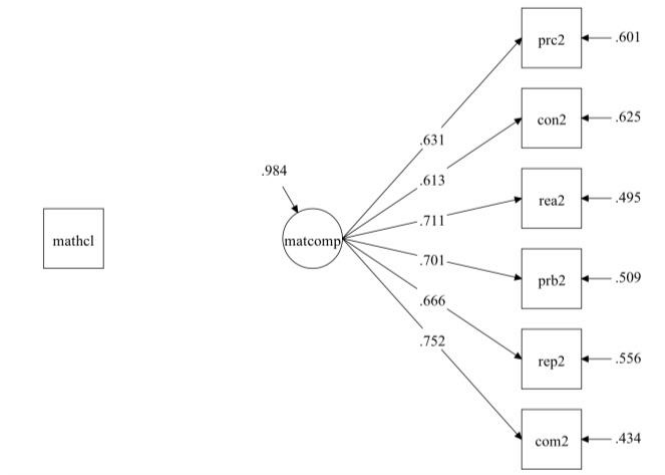 prc2
.601
.631
con2
.625
.984
.613
rea2
.495
.711
mathcl
matcomp
.701
prb2
.509
.666
.752
rep2
.556
com2
.434